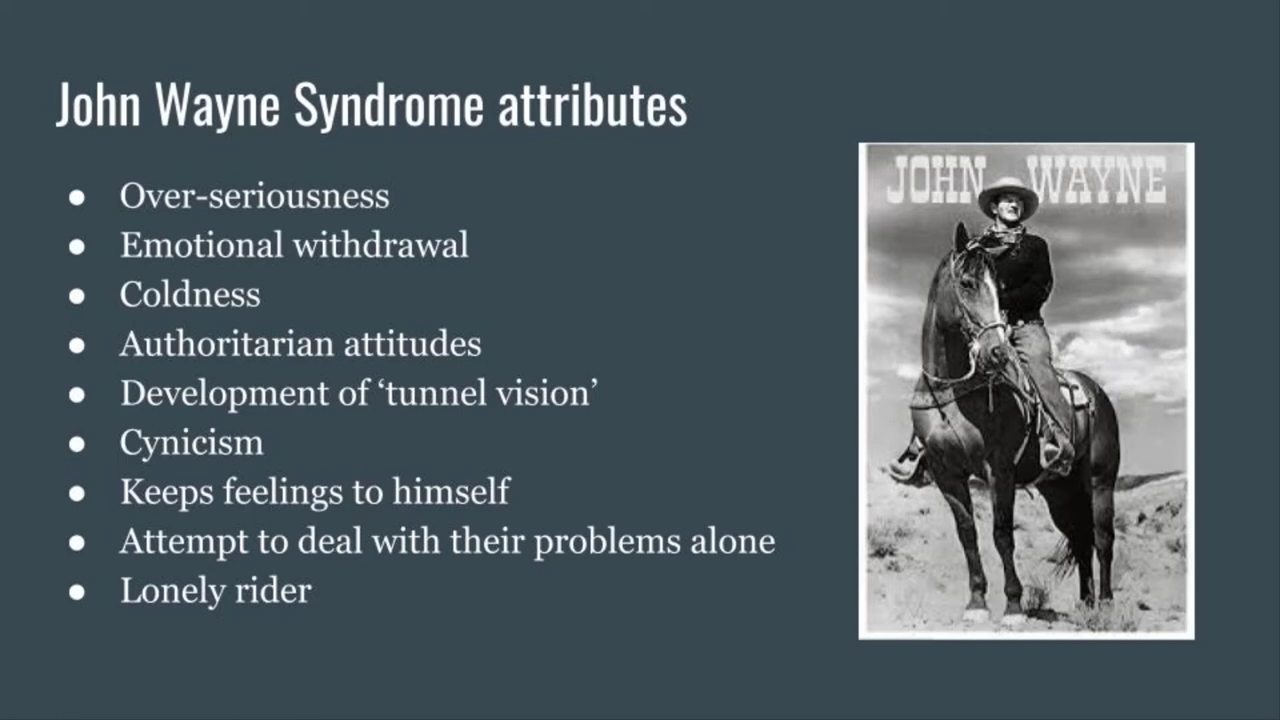 John Wayne Syndrome attributes
● Over-seriousness
● Emotional withdrawal
● Coldness
● Authoritarian attitudes
● Development of ‘tunnel vision’
● Cynicism
● Keeps feelings to himself
● Attempt to deal with their problems alone
● Lonely rider
JOHN WAYNE